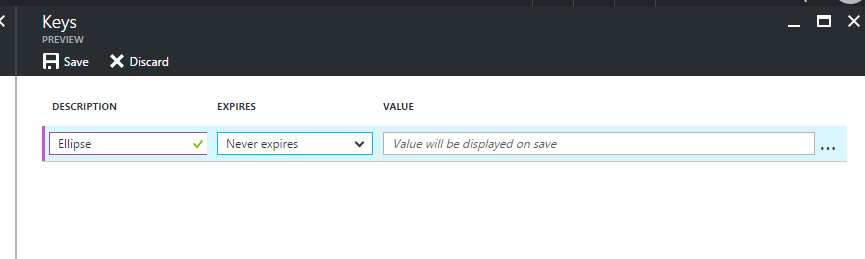 Keys
PREVIEW
Save Discard
DESCRIPTION EXPIRES VALUE
Ellipse Never expires Value will be displayed on save ...